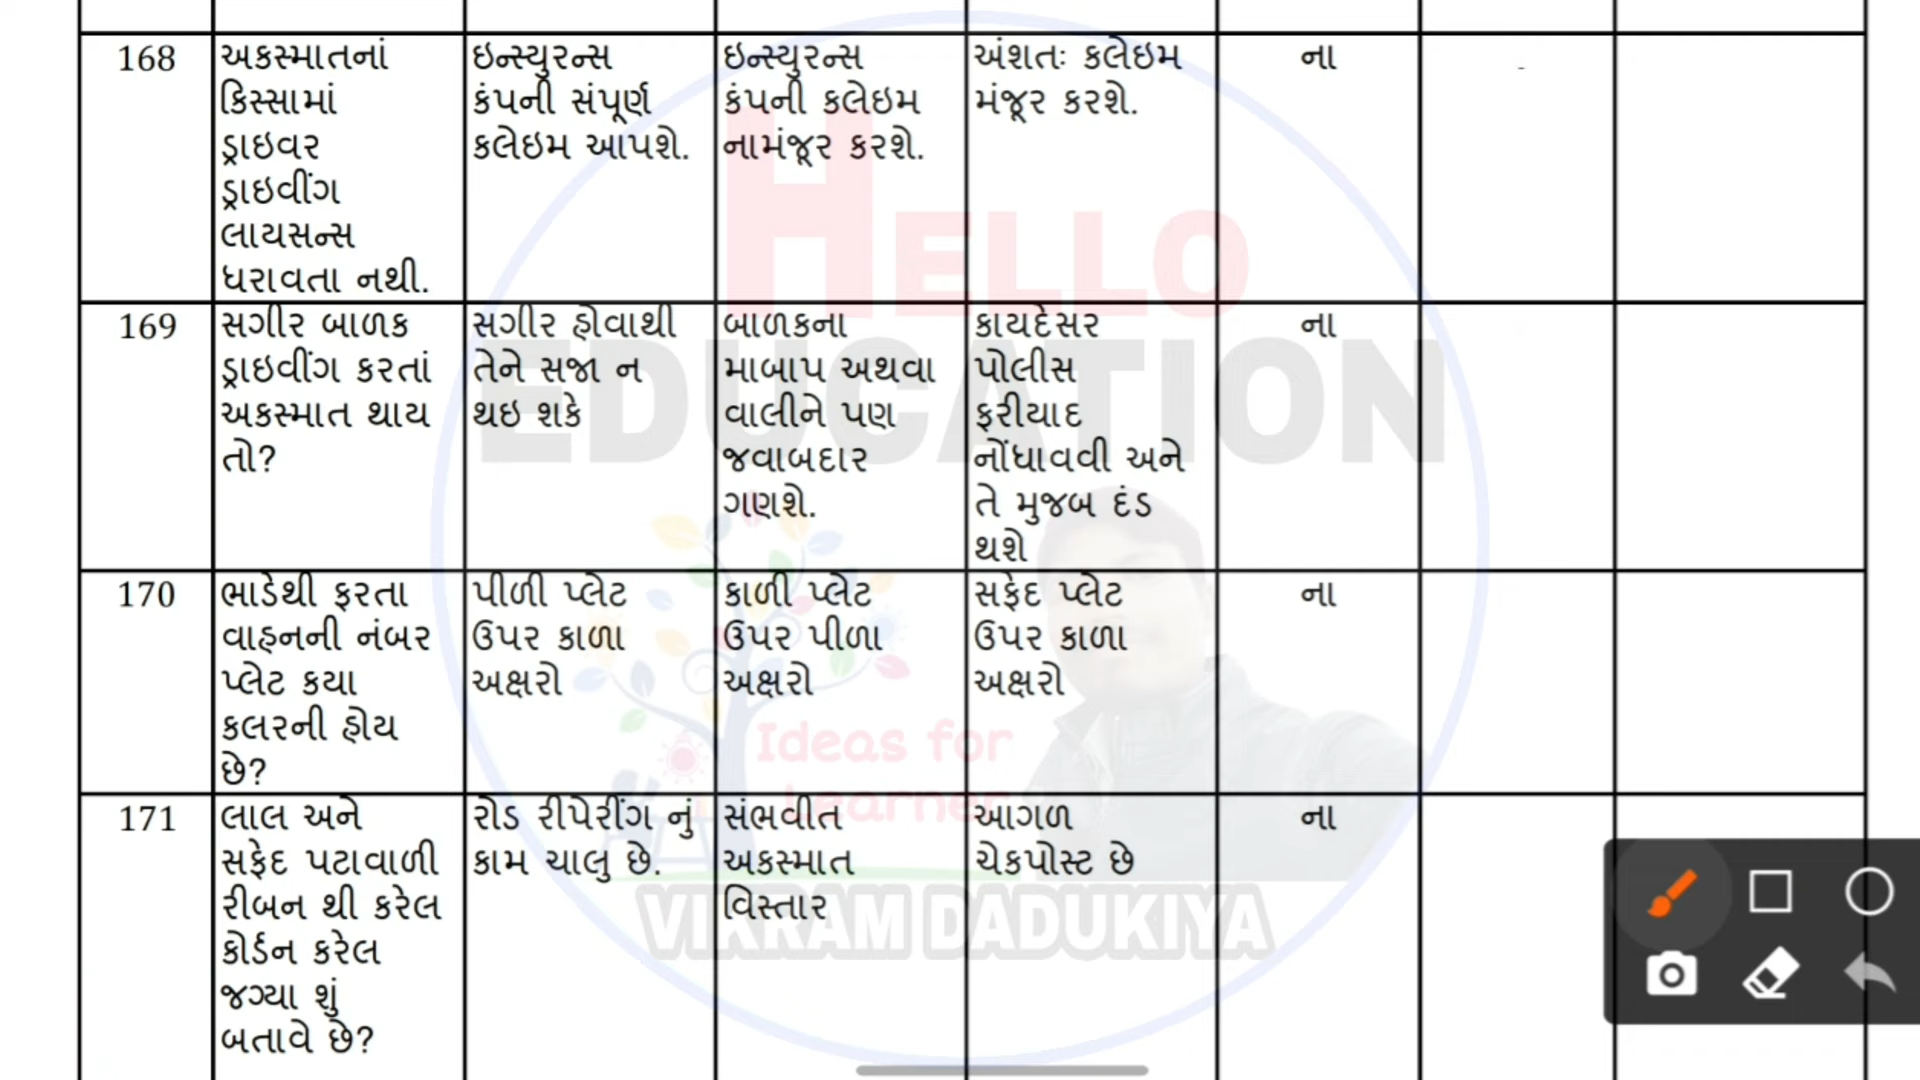 168
અકસ્માતનાં
કિસ્સામાં
ડ્રાઇવર
ડ્રાઇવીંગ
લાયસન્સ
ધરાવતા નથી.
ઇન્સ્યુરન્સ
કંપની સંપૂર્ણ
કલેઇમ આપશે.
ઇન્સ્યુરન્સ
કંપની કલેઇમ
નામંજૂર કરશે.
અંશતઃ કલેઇમ
મંજૂર કરશે.
ના
-
169
સગીર બાળક
ડ્રાઇવીંગ કરતાં
અકસ્માત થાય
તો?
સગીર હોવાથી
તેને સજા ન
થઇ શકે
બાળકના
માબાપ અથવા
વાલીને પણ
જવાબદાર
ગણશે.
કાયદેસર
પોલીસ
ફરીયાદ
નોંધાવવી અને
તે મુજબ દંડ
થશે
ના
170
ભાડેથી ફરતા
વાહનની નંબર
પ્લેટ કયા
કલરની હોય
છે?
પીળી પ્લેટ
ઉપર કાળા
અક્ષરો
કાળી પ્લેટ
ઉપર પીળા
અક્ષરો
સફેદ પ્લેટ
ઉપર કાળા
અક્ષરો
ના
171
લાલ અને
સફેદ પટાવાળી
રીબન થી કરેલ
કોર્ડન કરેલ
જગ્યા શું
બતાવે છે?
રોડ રીપેરીંગ નું
કામ ચાલુ છે.
સંભવીત
અકસ્માત
વિસ્તાર
આગળ
ચેકપોસ્ટ છે
ના
HELLO
EDUCATION
Ideas for
Learner
VIKRAM DADUKIYA